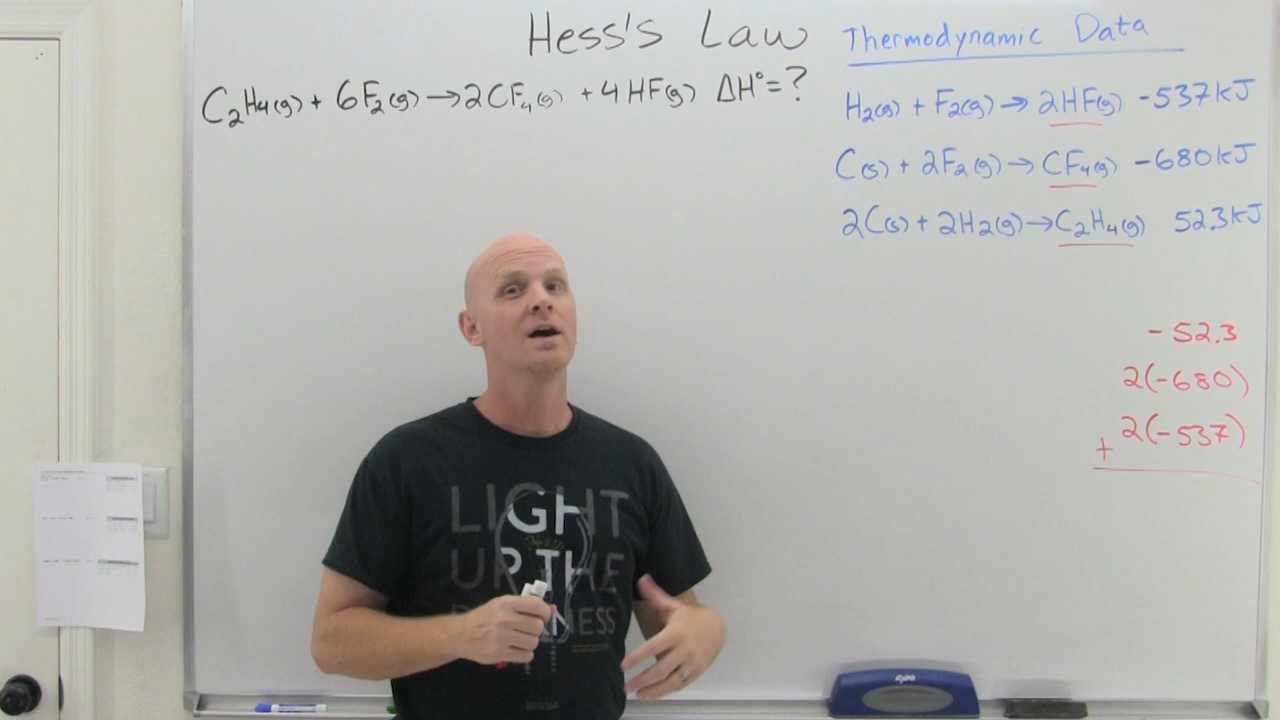 Hess's Law
C₂H₄(g) + 6F₂(g) → 2CF₄(g) + 4HF(g) ΔH° = ?
Thermodynamic Data
H₂(g) + F₂(g) → 2HF(g) -537kJ
C(s) + 2F₂(g) → CF₄(g) -680kJ
2C(s) + 2H₂(g) → C₂H₄(g) 52.3kJ
-52.3
2(-680)
+ 2(-537)
LIGHT
UP THE
EXPO